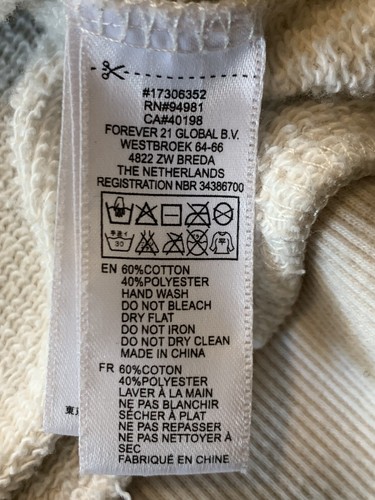 #17306352
RN#94981
CA#40198
FOREVER 21 GLOBAL B.V.
WESTBROEK 64-66
4822 ZW BREDA
THE NETHERLANDS
REGISTRATION NBR 34386700
30
EN 60%COTTON
40%POLYESTER
HAND WASH
DO NOT BLEACH
DRY FLAT
DO NOT IRON
DO NOT DRY CLEAN
MADE IN CHINA
FR 60%COTON
40%POLYESTER
LAVER À LA MAIN
NE PAS BLANCHIR
SÉCHER À PLAT
NE PAS REPASSER
NE PAS NETTOYER À
SEC
FABRIQUÉ EN CHINE